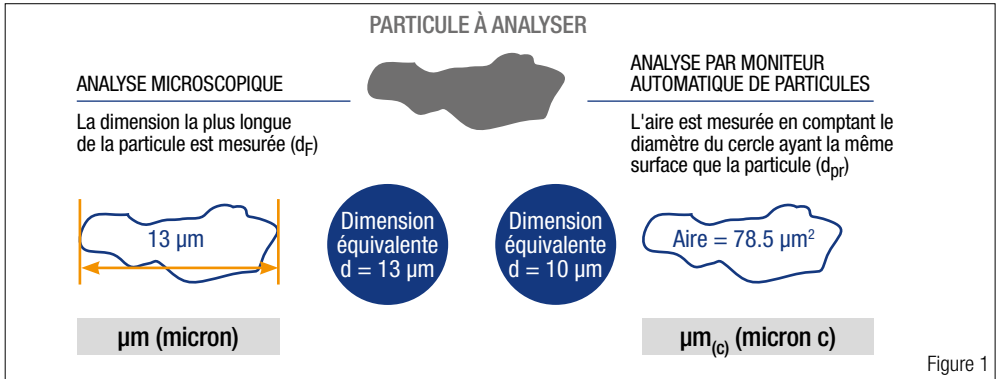 PARTICULE À ANALYSER
ANALYSE MICROSCOPIQUE
La dimension la plus longue
de la particule est mesurée (dF)
13 µm
µm (micron)
Dimension
équivalente
d = 13 µm
Dimension
équivalente
d = 10 µm
ANALYSE PAR MONITEUR
AUTOMATIQUE DE PARTICULES
L'aire est mesurée en comptant le
diamètre du cercle ayant la même
surface que la particule (dpr)
Aire = 78.5 µm²
µm(c) (micron c)
Figure 1